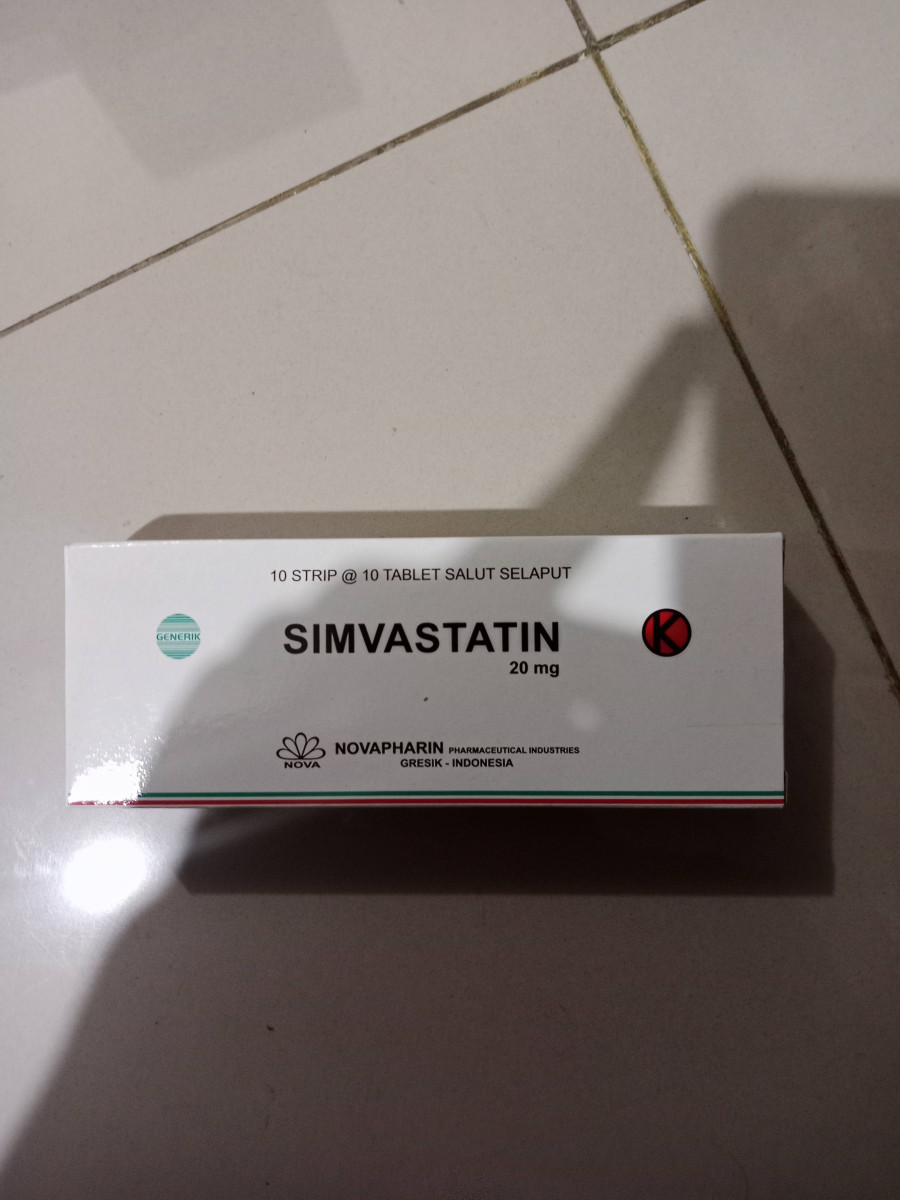 10 STRIP @ 10 TABLET SALUT SELAPUT
GENERIK
SIMVASTATIN
K
20 mg
NOVA
NOVAPHARIN PHARMACEUTICAL INDUSTRIES
GRESIK - INDONESIA